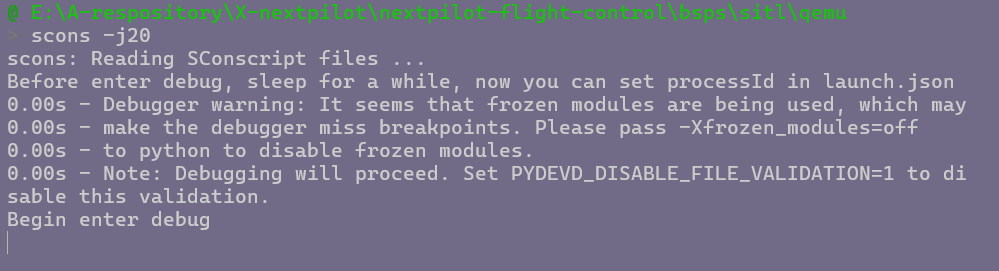 @ E:\A-respository\X-nextpilot\nextpilot-flight-control\bsps\sitl\qemu
> scons -j20
scons: Reading SConscript files ...
Before enter debug, sleep for a while, now you can set processId in launch.json
0.00s - Debugger warning: It seems that frozen modules are being used, which may
0.00s - make the debugger miss breakpoints. Please pass -Xfrozen_modules=off
0.00s - to python to disable frozen modules.
0.00s - Note: Debugging will proceed. Set PYDEVD_DISABLE_FILE_VALIDATION=1 to di
sable this validation.
Begin enter debug